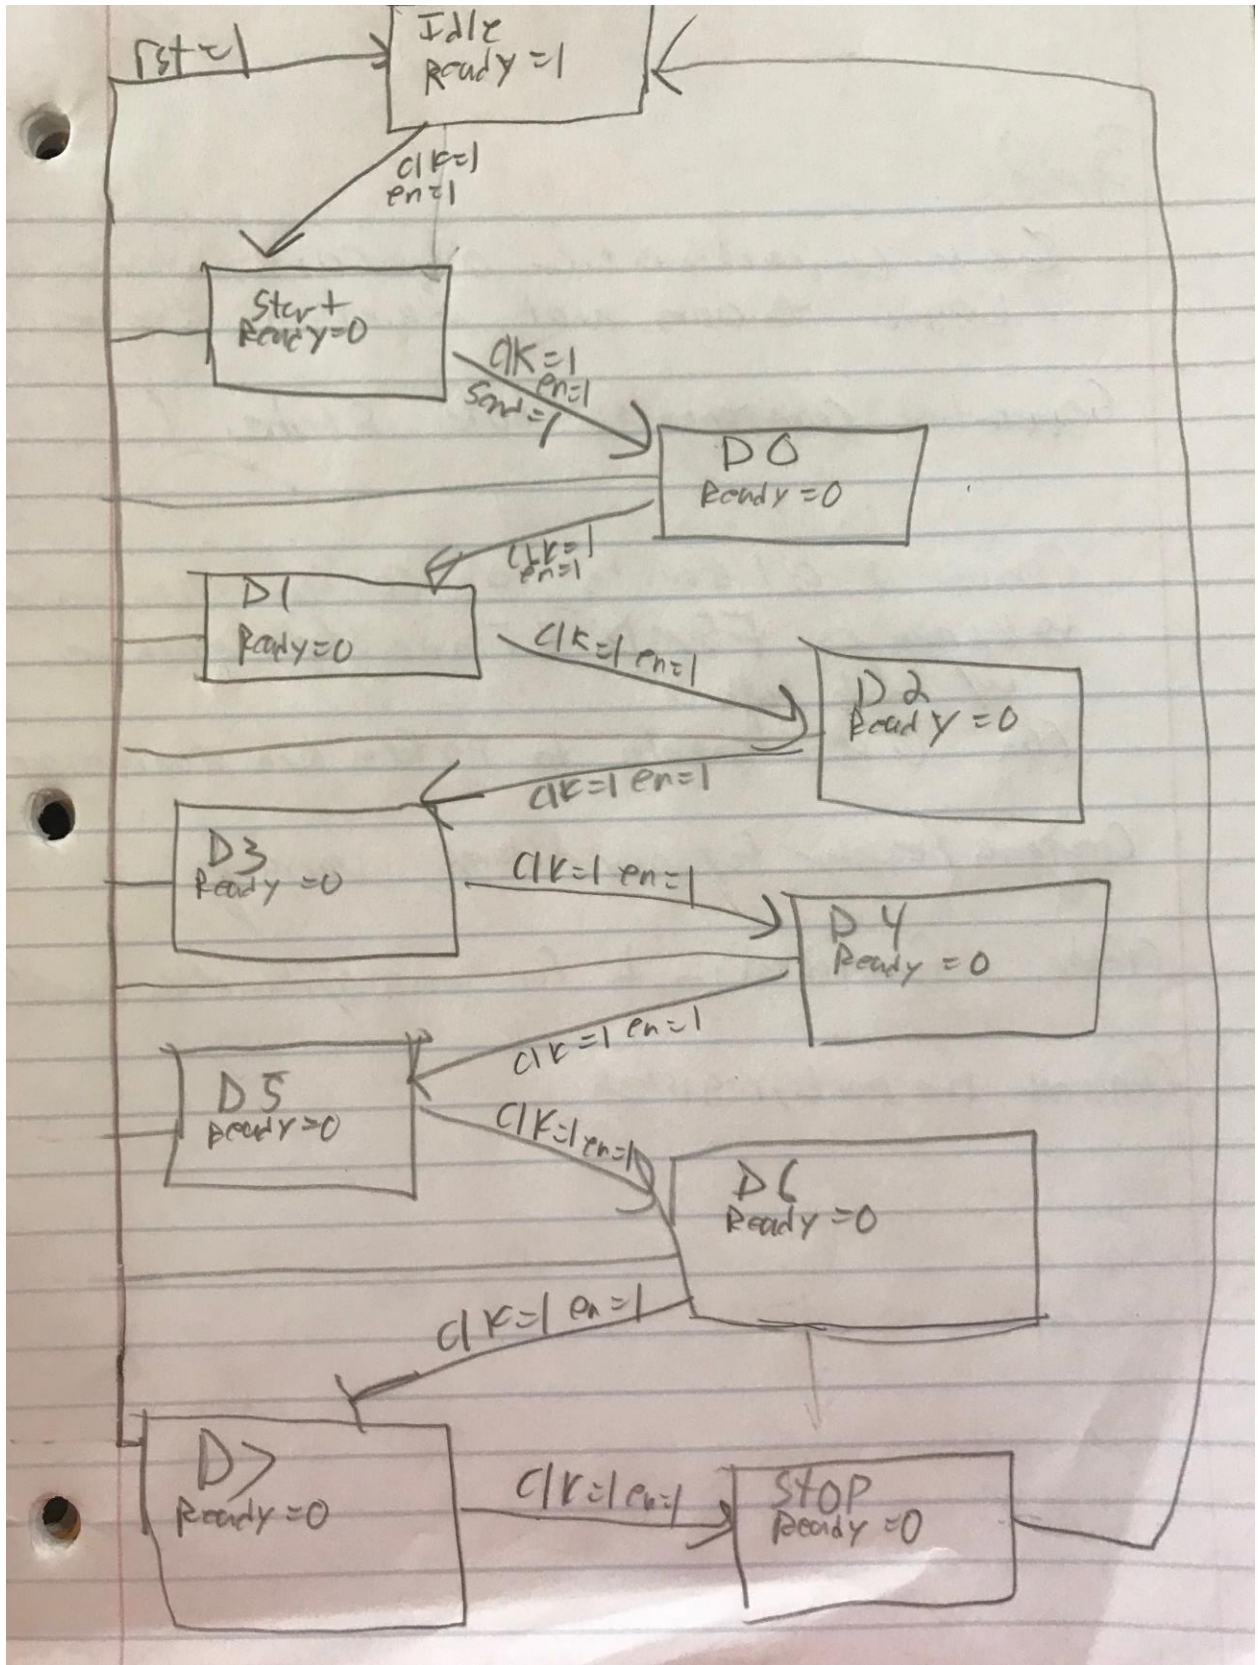 Idle
rst=1
Ready=1
clk=1
en=1
Start
Ready=0
Clk=1
en=1
Send=1
D0
Ready=0
Clk=1
en=1
D1
Ready=0
Clk=1 en=1
D2
Ready=0
Clk=1 en=1
D3
Ready=0
Clk=1 en=1
D4
Ready=0
Clk=1 en=1
D5
Ready=0
Clk=1 en=1
D6
Ready=0
Clk=1 en=1
D7
Ready=0
Clk=1 en=1
STOP
Ready=0